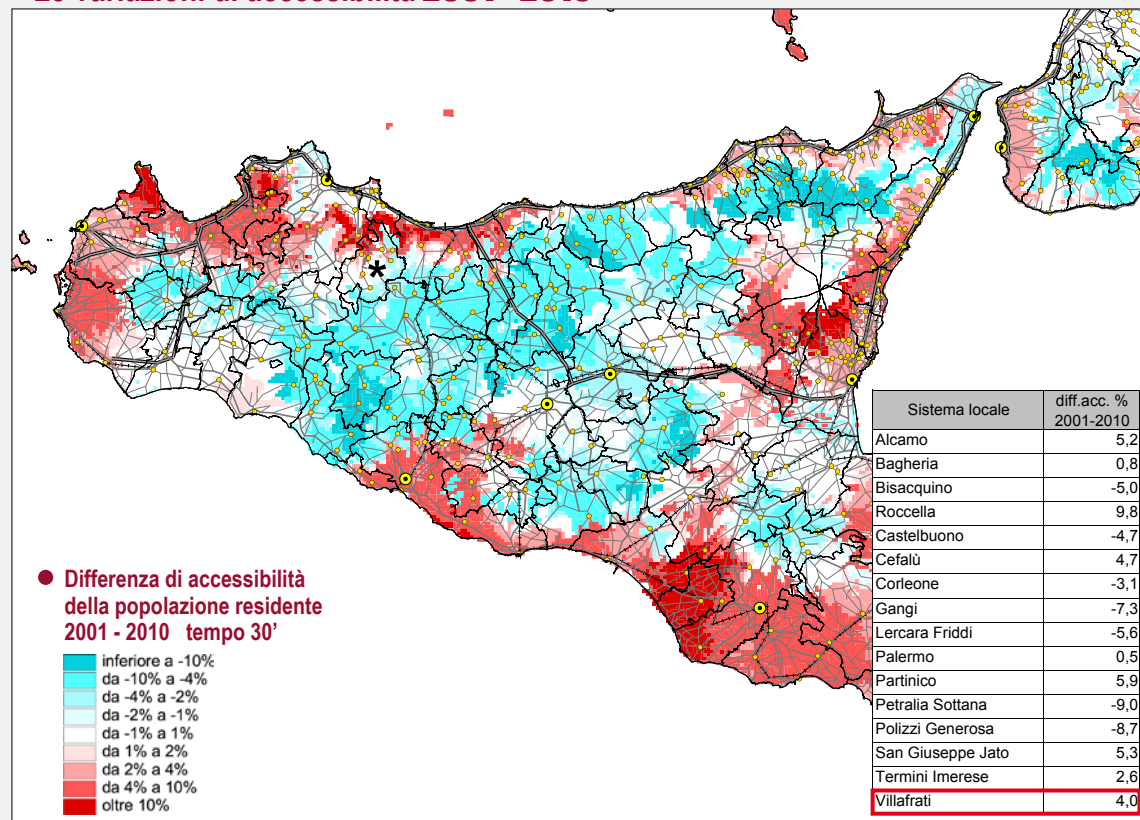 ● Differenza di accessibilità
della popolazione residente
2001 - 2010 tempo 30’
inferiore a -10%
da -10% a -4%
da -4% a -2%
da -2% a -1%
da -1% a 1%
da 1% a 2%
da 2% a 4%
da 4% a 10%
oltre 10%
*
Sistema locale diff.acc. % 2001-2010
Alcamo 5,2
Bagheria 0,8
Bisacquino -5,0
Roccella 9,8
Castelbuono -4,7
Cefalù 4,7
Corleone -3,1
Gangi -7,3
Lercara Friddi -5,6
Palermo 0,5
Partinico 5,9
Petralia Sottana -9,0
Polizzi Generosa -8,7
San Giuseppe Jato 5,3
Termini Imerese 2,6
Villafrati 4,0